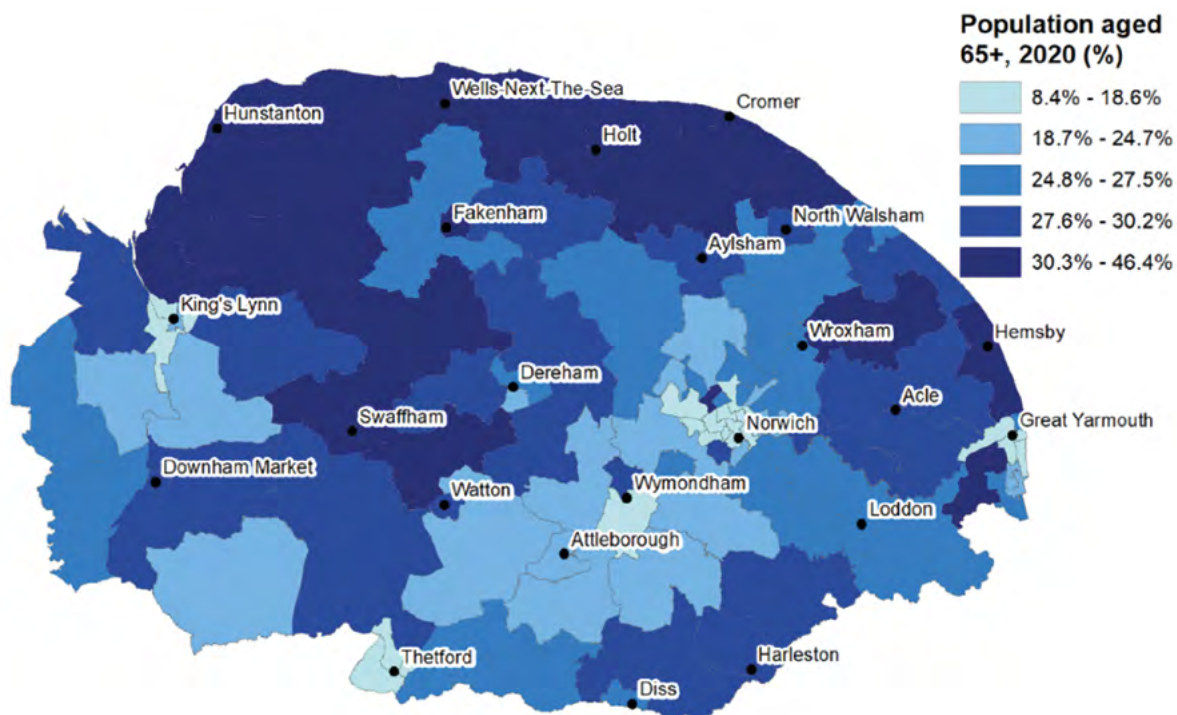 Population aged
65+, 2020 (%)
8.4% - 18.6%
18.7% - 24.7%
24.8% - 27.5%
27.6% - 30.2%
30.3% - 46.4%
Wells-Next-The-Sea
Cromer
Hunstanton
Holt
Fakenham
North Walsham
Aylsham
King's Lynn
Wroxham
Hemsby
Dereham
Acle
Swaffham
Norwich
Great Yarmouth
Downham Market
Watton
Wymondham
Loddon
Attleborough
Thetford
Harleston
Diss